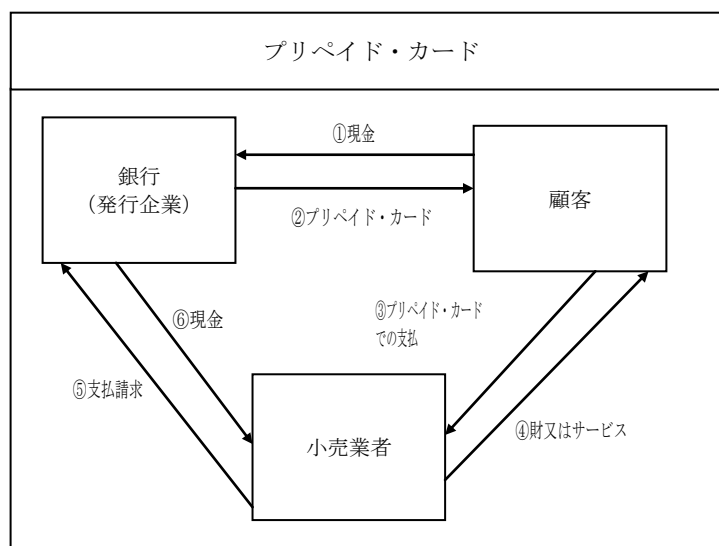 プリペイド・カード
①現金
銀行
（発行企業）
顧客
②プリペイド・カード
③プリペイド・カード
での支払
⑥現金
⑤支払請求
④財又はサービス
小売業者